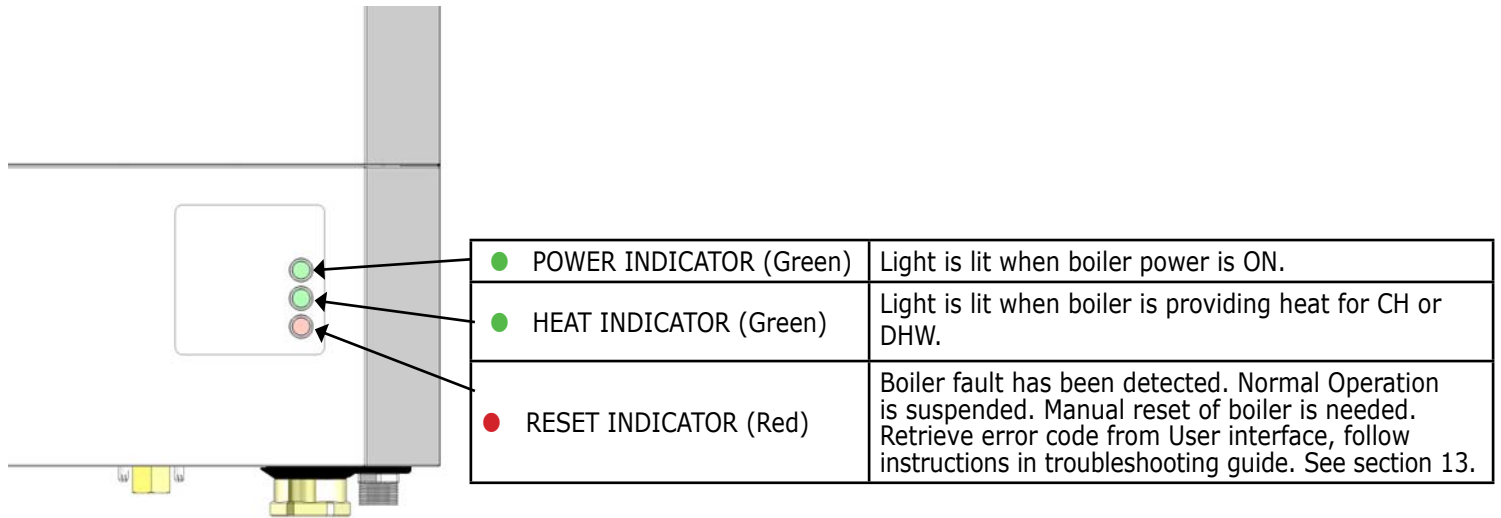 POWER INDICATOR (Green)
Light is lit when boiler power is ON.
HEAT INDICATOR (Green)
Light is lit when boiler is providing heat for CH or
DHW.
RESET INDICATOR (Red)
Boiler fault has been detected. Normal Operation
is suspended. Manual reset of boiler is needed.
Retrieve error code from User interface, follow
instructions in troubleshooting guide. See section 13.